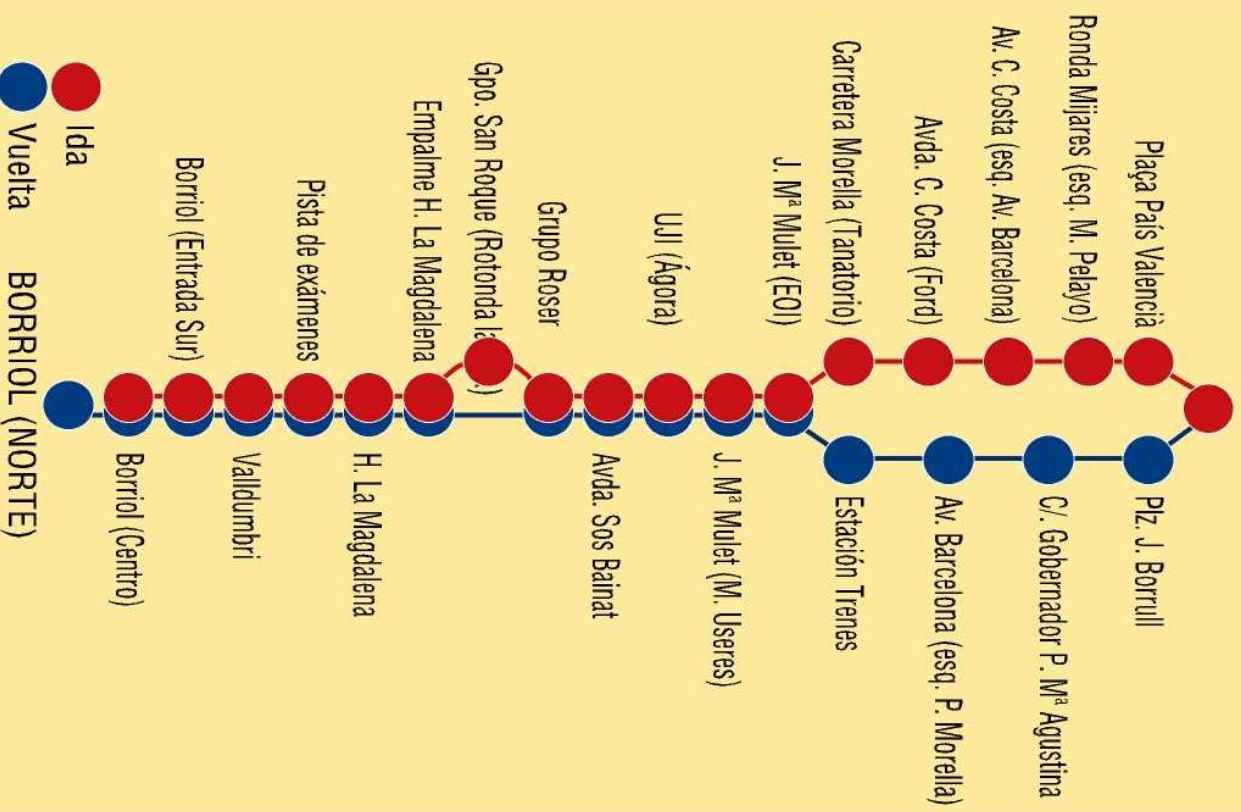 Plaça País Valencià
Plz. J. Borrull
Ronda Mijares (esq. M. Pelayo)
C/. Gobernador P. Mª Agustina
Av. C. Costa (esq. Av. Barcelona)
Av. Barcelona (esq. P. Morella)
Avda. C. Costa (Ford)
Carretera Morella (Tanatorio)
Estación Trenes
J. Mª Mulet (EOI)
J. Mª Mulet (M. Useres)
UJI (Ágora)
Avda. Sos Bainat
Grupo Roser
Gpo. San Roque (Rotonda
Empalme H. La Magdalena
H. La Magdalena
Pista de exámenes
Valldumbri
Borriol (Entrada Sur)
Borriol (Centro)
Ida
Vuelta
BORRIOL (NORTE)